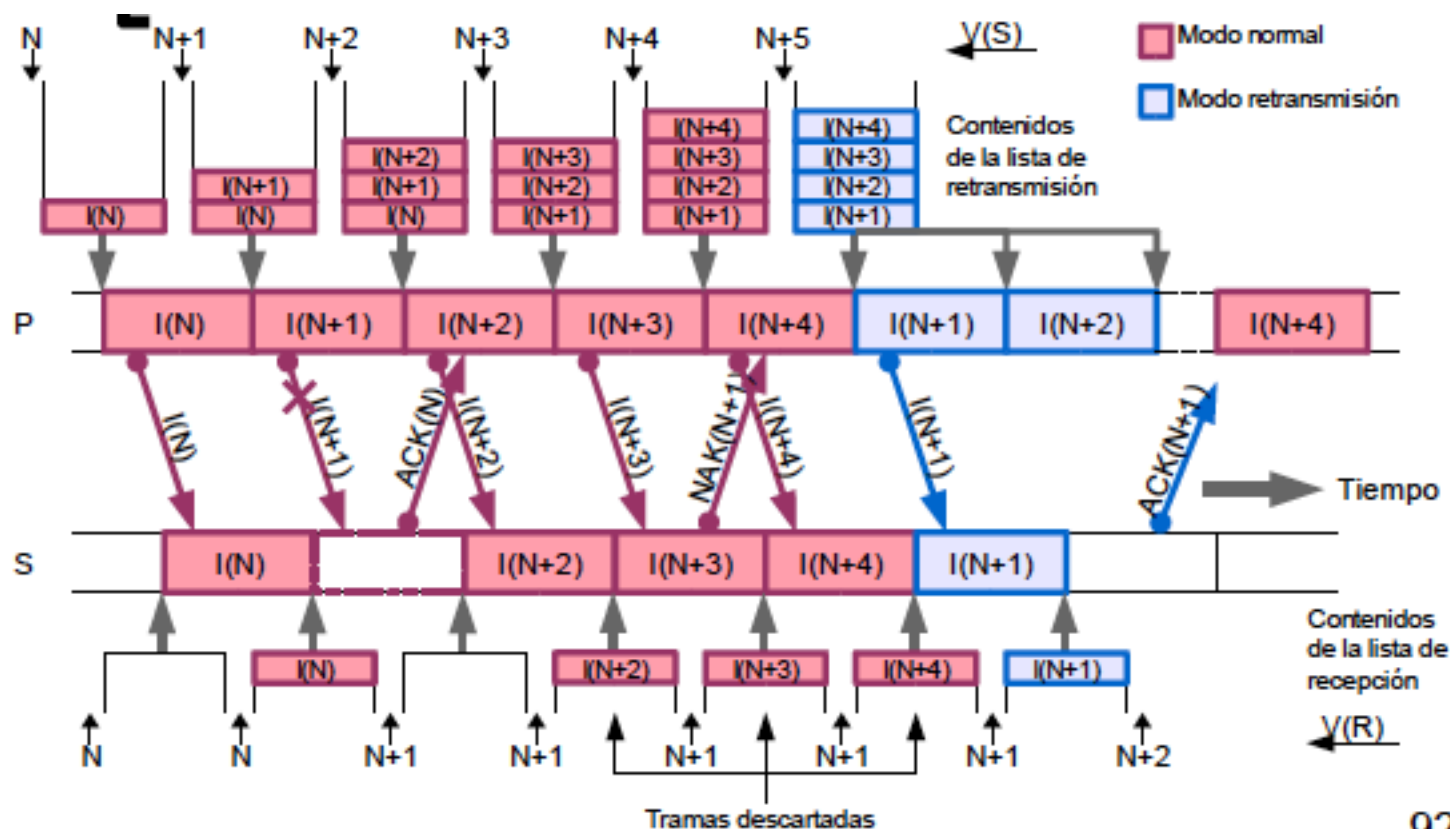 N N+1 N+2 N+3 N+4 N+5 V(S)
Modo normal
Modo retransmisión
Contenidos
de la lista de
retransmisión
I(N+4) I(N+4)
I(N+2) I(N+3) I(N+3) I(N+3)
I(N+1) I(N+1) I(N+2) I(N+2) I(N+2)
I(N) I(N) I(N) I(N+1) I(N+1) I(N+1)
P I(N) I(N+1) I(N+2) I(N+3) I(N+4) I(N+1) I(N+2) I(N+4)
I(N) I(N+1) ACK(N) I(N+2) I(N+3) NAK(N+1) I(N+4) I(N+1) ACK(N+1)
Tiempo
S I(N) I(N+2) I(N+3) I(N+4) I(N+1)
I(N) I(N+2) I(N+3) I(N+4) I(N+1)
Contenidos
de la lista de
recepción
N N N+1 N+1 N+1 N+1 N+1 N+2 V(R)
Tramas descartadas